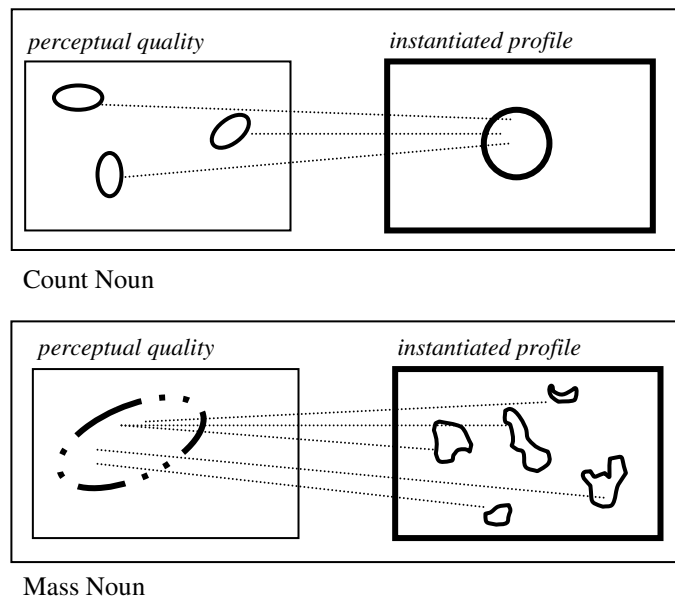 perceptual quality instantiated profile
Count Noun
perceptual quality instantiated profile
Mass Noun